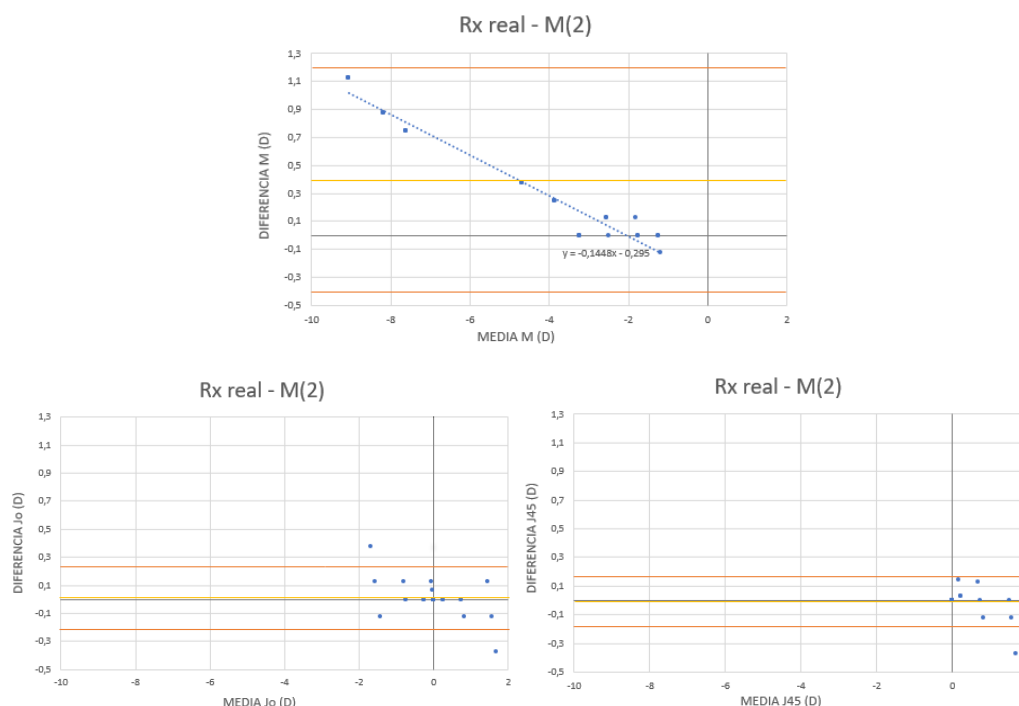 Rx real - M(2)
1,3
1,1
0,9
0,7
0,5
0,3
0,1
-0,1
-0,3
-0,5
DIFERENCIA M (D)
y = -0,1448x - 0,295
-10 -8 -6 -4 -2 0 2
MEDIA M (D)
Rx real - M(2)
1,3
1,1
0,9
0,7
0,5
0,3
0,1
-0,1
-0,3
-0,5
DIFERENCIA Jo (D)
-10 -8 -6 -4 -2 0 2
MEDIA Jo (D)
Rx real - M(2)
1,3
1,1
0,9
0,7
0,5
0,3
0,1
-0,1
-0,3
-0,5
DIFERENCIA J45 (D)
-10 -8 -6 -4 -2 0
MEDIA J45 (D)